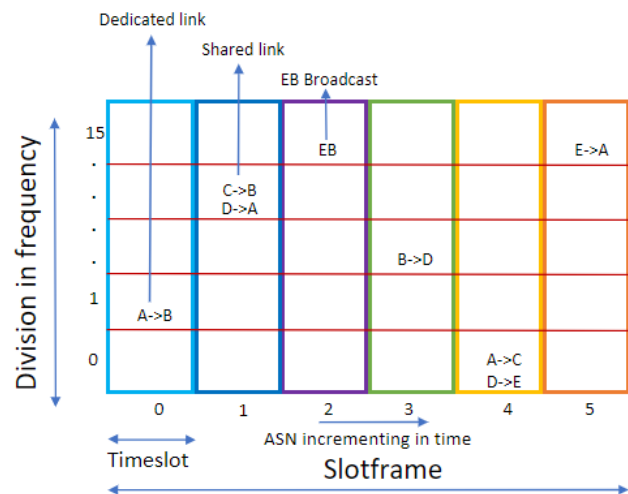 Dedicated link
Shared link
EB Broadcast
15
EB
E->A
.
C->B
.
D->A
.
.
B->D
1
A->B
0
A->C
D->E
0 1 2 3 4 5
ASN incrementing in time
Timeslot
Slotframe
Division in frequency